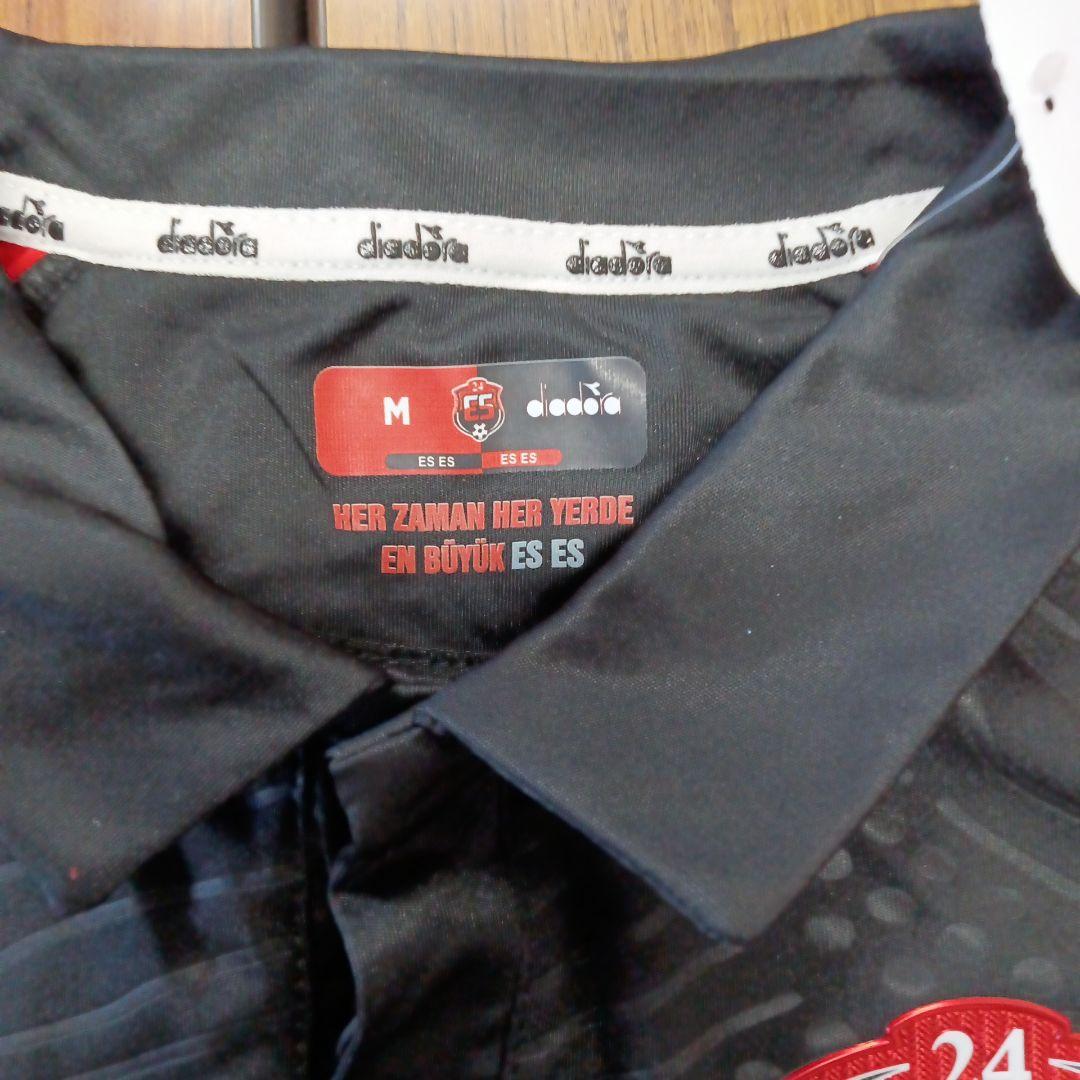 diadora diadora diadora diadora diadora
24
M ES diadora
ES ES ES ES
HER ZAMAN HER YERDE
EN BÜYÜK ES ES
24